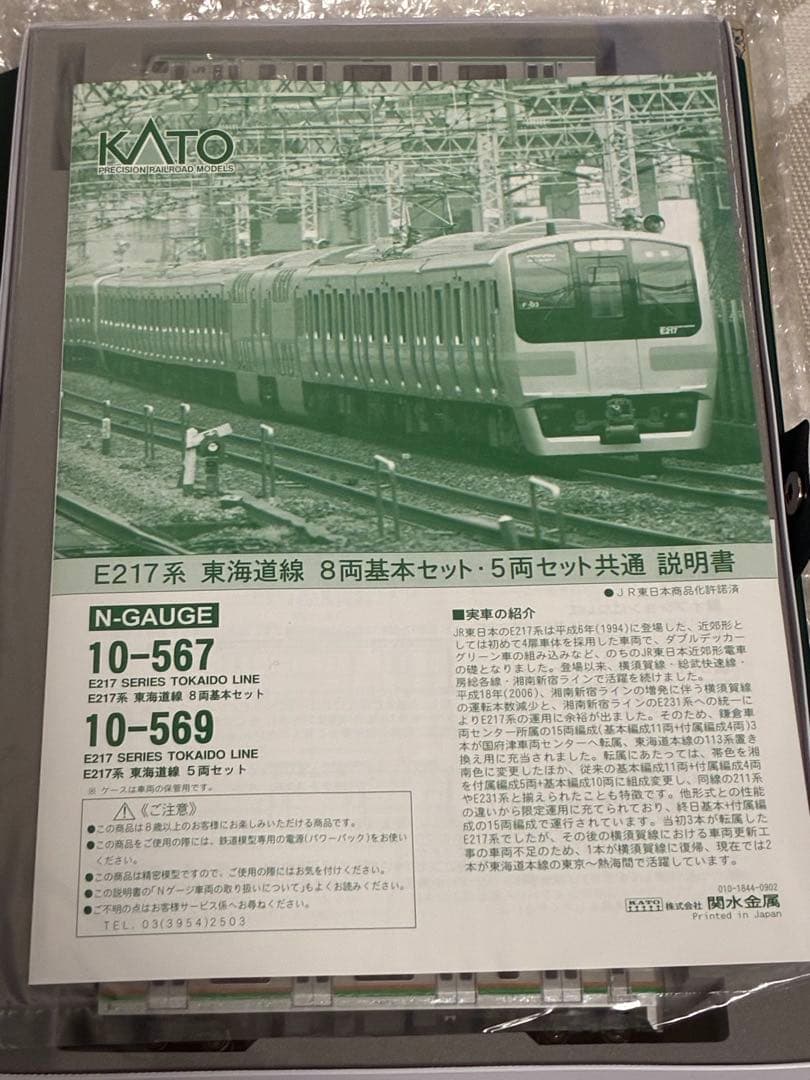 KATO
PRECISION RAILROAD MODELS
E217
E217系 東海道線 8両基本セット・5両セット共通 説明書
●JR東日本商品化許諾済
N-GAUGE
10-567
E217 SERIES TOKAIDO LINE
E217系 東海道線 8両基本セット
10-569
E217 SERIES TOKAIDO LINE
E217系 東海道線 5両セット
※ ケースは車両の保管用です。
《ご注意》
●この商品は8歳以上のお客様にお楽しみいただける商品です。
●この商品をご使用の際には、鉄道模型専用の電源(パワーパック)をお使い
ください。
●この商品は精密模型ですので、ご使用の際にはお気を付けください。
●この説明書の「Nゲージ車両の取り扱いについて」もよくお読みください。
●ご不明の点はお客様サービス係へお尋ねください。
TEL. 03(3954)2503
■実車の紹介
JR東日本のE217系は平成6年(1994)に登場した、近郊形と
しては初めて4扉車体を採用した車両で、ダブルデッカー
グリーン車の組み込みなど、のちのJR東日本近郊形電車
の礎となりました。登場以来、横須賀線・総武快速線・
房総各線・湘南新宿ラインで活躍を続けました。
平成18年(2006)、湘南新宿ラインの増発に伴う横須賀線
の運転本数減少と、湘南新宿ラインのE231系への統一に
よりE217系の運用に余裕が出ました。そのため、鎌倉車
両センター所属の15両編成(基本編成11両+付属編成4両)3
本が国府津車両センターへ転属、東海道本線の113系置き
換え用に充当されました。転属にあたっては、帯色を湘
南色に変更したほか、従来の基本編成11両+付属編成4両
を付属編成5両+基本編成10両に組成変更し、同線の211系
やE231系と揃えられたことも特徴です。他形式との性能
の違いから限定運用に充てられており、終日基本+付属編
成の15両編成で運行されています。当初3本が転属した
E217系でしたが、その後の横須賀線における車両更新工
事の車両不足のため、1本が横須賀線に復帰、現在では2
本が東海道本線の東京～熱海間で活躍しています。
010-1844-0902
KATO 株式会社 関水金属
Printed in Japan